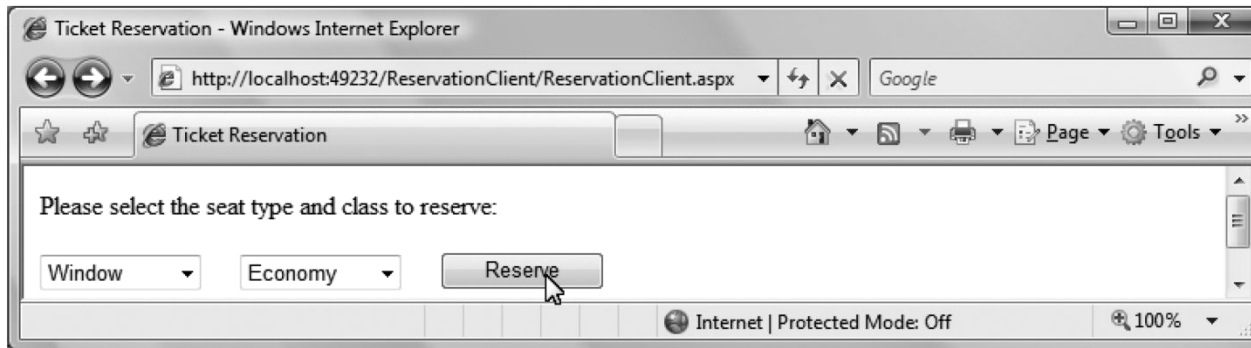 Ticket Reservation - Windows Internet Explorer
http://localhost:49232/ReservationClient/ReservationClient.aspx Google
Ticket Reservation Page Tools
Please select the seat type and class to reserve:
Window Economy Reserve
Internet | Protected Mode: Off 100%